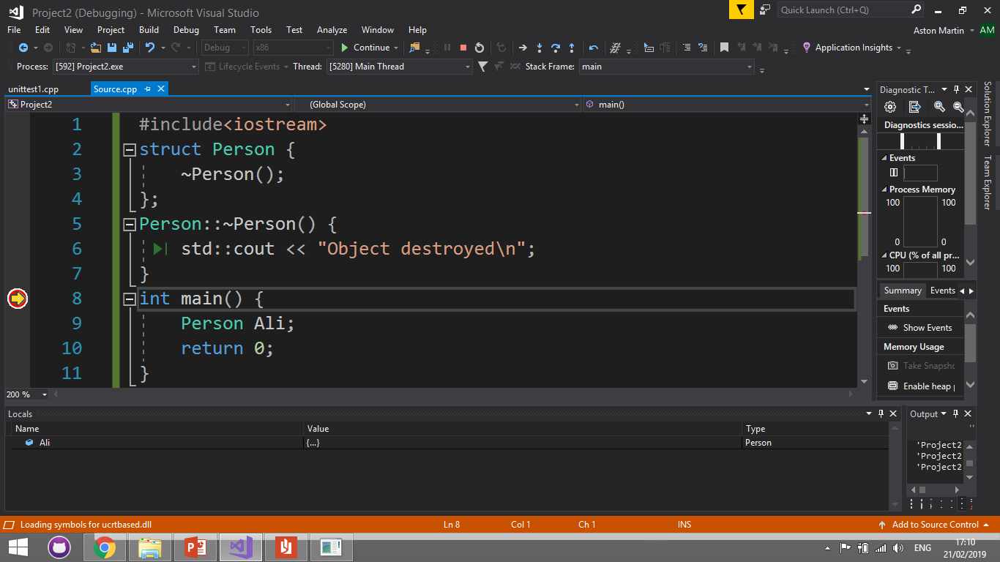 Project2 (Debugging) - Microsoft Visual Studio
Quick Launch (Ctrl+Q)
File Edit View Project Build Debug Team Tools Test Analyze Window Help
Aston Martin AM
Debug x86 Continue Application Insights
Process: [592] Project2.exe Lifecycle Events Thread: [5280] Main Thread Stack Frame: main
unittest1.cpp Source.cpp
Project2 (Global Scope) main()
1 #include<iostream>
2 struct Person {
3 ~Person();
4 };
5 Person::~Person() {
6 std::cout << "Object destroyed\n";
7 }
8 int main() {
9 Person Ali;
10 return 0;
11 }
200 %
Diagnostic T...
Diagnostics sessio...
Events
Process Memory
100 100
0 0
CPU (% of all pr...
100 100
Summary Events
Events
Show Events
Memory Usage
Take Snapshc
Enable heap p
Solution Explorer
Team Explorer
Locals
Name Value Type
Ali {...} Person
Output
'Project2
'Project2
'Project2
Loading symbols for ucrtbased.dll Ln 8 Col 1 Ch 1 INS Add to Source Control
ENG
17:10
21/02/2019